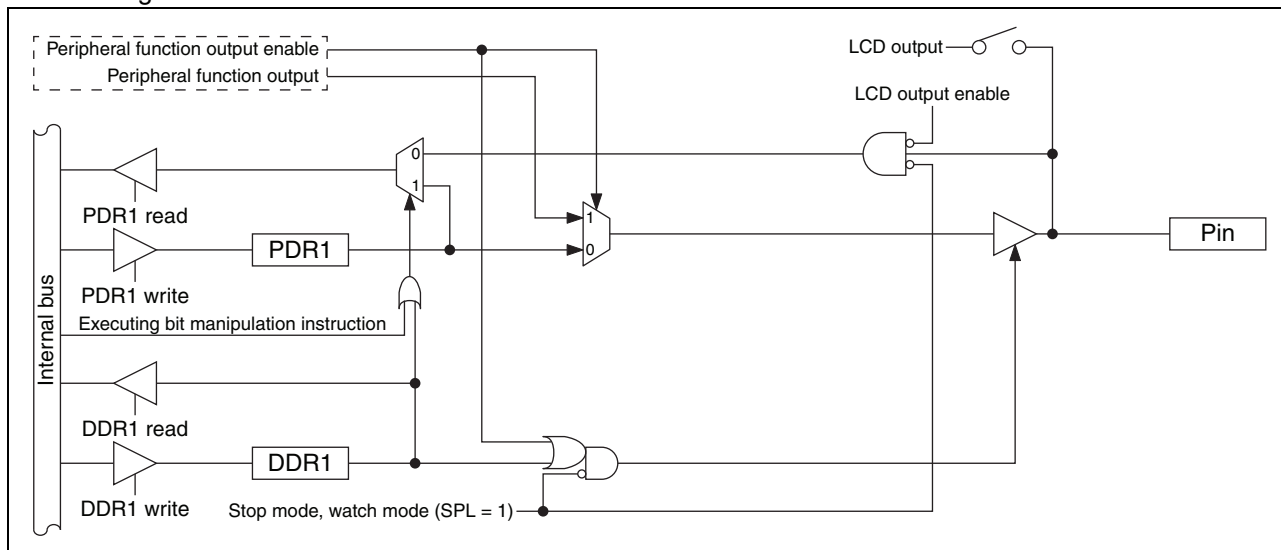 Peripheral function output enable
Peripheral function output
LCD output
LCD output enable
0
1
PDR1 read
1
0
PDR1
Pin
PDR1 write
Internal bus
Executing bit manipulation instruction
DDR1 read
DDR1
DDR1 write
Stop mode, watch mode (SPL = 1)